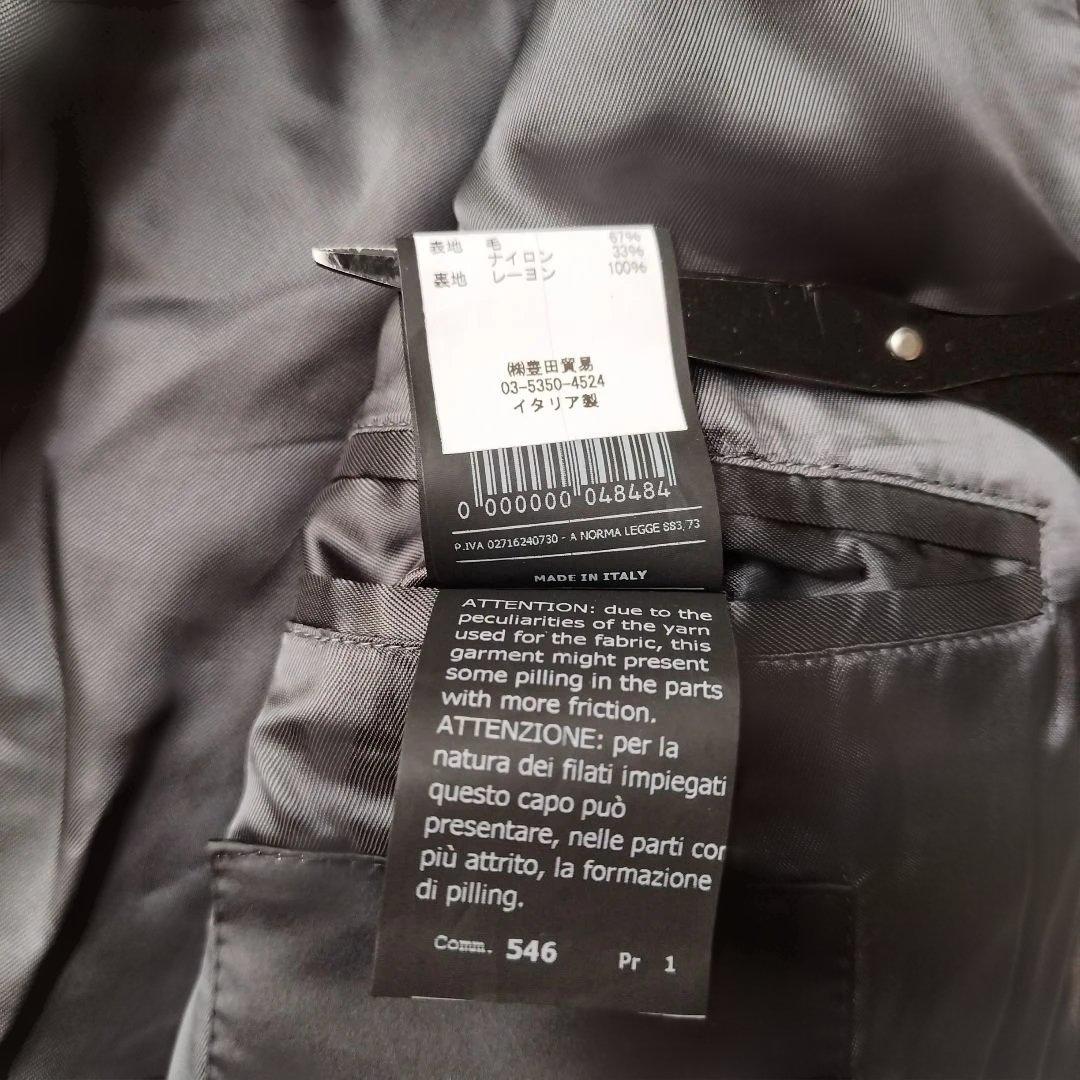 表地 毛 67%
ナイロン 33%
裏地 レーヨン 100%
㈱豊田貿易
03-5350-4524
イタリア製
0 000000 048484
P.IVA 02716240730 - A NORMA LEGGE 883,73
MADE IN ITALY
ATTENTION: due to the
peculiarities of the yarn
used for the fabric, this
garment might present
some pilling in the parts
with more friction.
ATTENZIONE: per la
natura dei filati impiegati
questo capo può
presentare, nelle parti con
più attrito, la formazione
di pilling.
Comm. 546 Pr 1